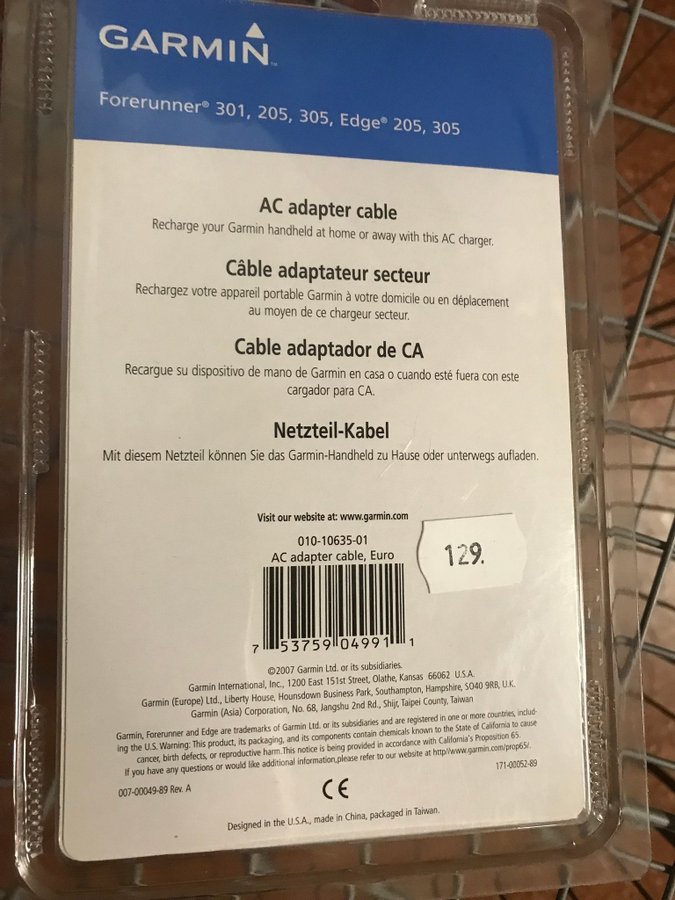 GARMIN™
Forerunner® 301, 205, 305, Edge® 205, 305
AC adapter cable
Recharge your Garmin handheld at home or away with this AC charger.
Câble adaptateur secteur
Rechargez votre appareil portable Garmin à votre domicile ou en déplacement
au moyen de ce chargeur secteur.
Cable adaptador de CA
Recargue su dispositivo de mano de Garmin en casa o cuando esté fuera con este
cargador para CA.
Netzteil-Kabel
Mit diesem Netzteil können Sie das Garmin-Handheld zu Hause oder unterwegs aufladen.
Visit our website at: www.garmin.com
010-10635-01
AC adapter cable, Euro
129.
7 53759 04991 1
©2007 Garmin Ltd. or its subsidiaries.
Garmin International, Inc., 1200 East 151st Street, Olathe, Kansas 66062 U.S.A.
Garmin (Europe) Ltd., Liberty House, Hounsdown Business Park, Southampton, Hampshire, SO40 9RB, U.K.
Garmin (Asia) Corporation, No. 68, Jangshu 2nd Rd., Shijr, Taipei County, Taiwan
Garmin, Forerunner and Edge are trademarks of Garmin Ltd. or its subsidiaries and are registered in one or more countries, includ-
ing the U.S. Warning: This product, its packaging, and its components contain chemicals known to the State of California to cause
cancer, birth defects, or reproductive harm. This notice is being provided in accordance with California's Proposition 65.
If you have any questions or would like additional information, please refer to our website at http//www.garmin.com/prop65/.
007-00049-89 Rev. A
171-00052-89
CE
Designed in the U.S.A., made in China, packaged in Taiwan.